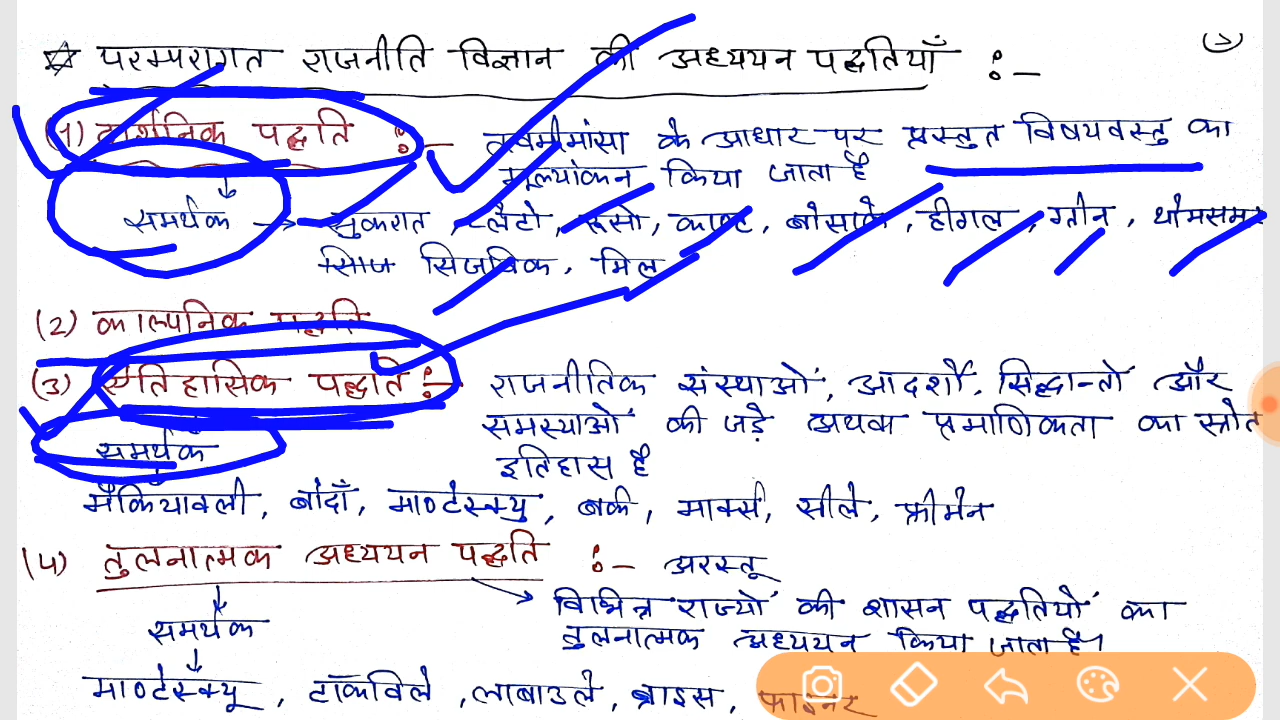 ☆ परम्परागत राजनीति विज्ञान की अध्ययन पद्धतियाँ :-
(1) दार्शनिक पद्धति :- तत्वमीमांसा के आधार पर प्रस्तुत विषयवस्तु का
मूल्यांकन किया जाता है
समर्थक → सुकरात, प्लेटो, रूसो, काण्ट, बोसांके, हीगल, ग्रीन, थॉमसमूर
सिजविक, मिल
(2) काल्पनिक पद्धति
(3) ऐतिहासिक पद्धति :- राजनीतिक संस्थाओं, आदर्शों, सिद्धान्तों और
समस्याओं की जड़े अथवा प्रमाणिकता का स्त्रोत
इतिहास है
समर्थक
मैकियावली, बोदाँ, माण्टेस्क्यु, बर्क, मार्क्स, सीले, फ्रीमैन
(4) तुलनात्मक अध्ययन पद्धति :- अरस्तू
→ विभिन्न राज्यों की शासन पद्धतियों का
तुलनात्मक अध्ययन किया जाता है।
समर्थक
माण्टेस्क्यू, टॉकविले, लाबाउले, ब्राइस, फाइनर